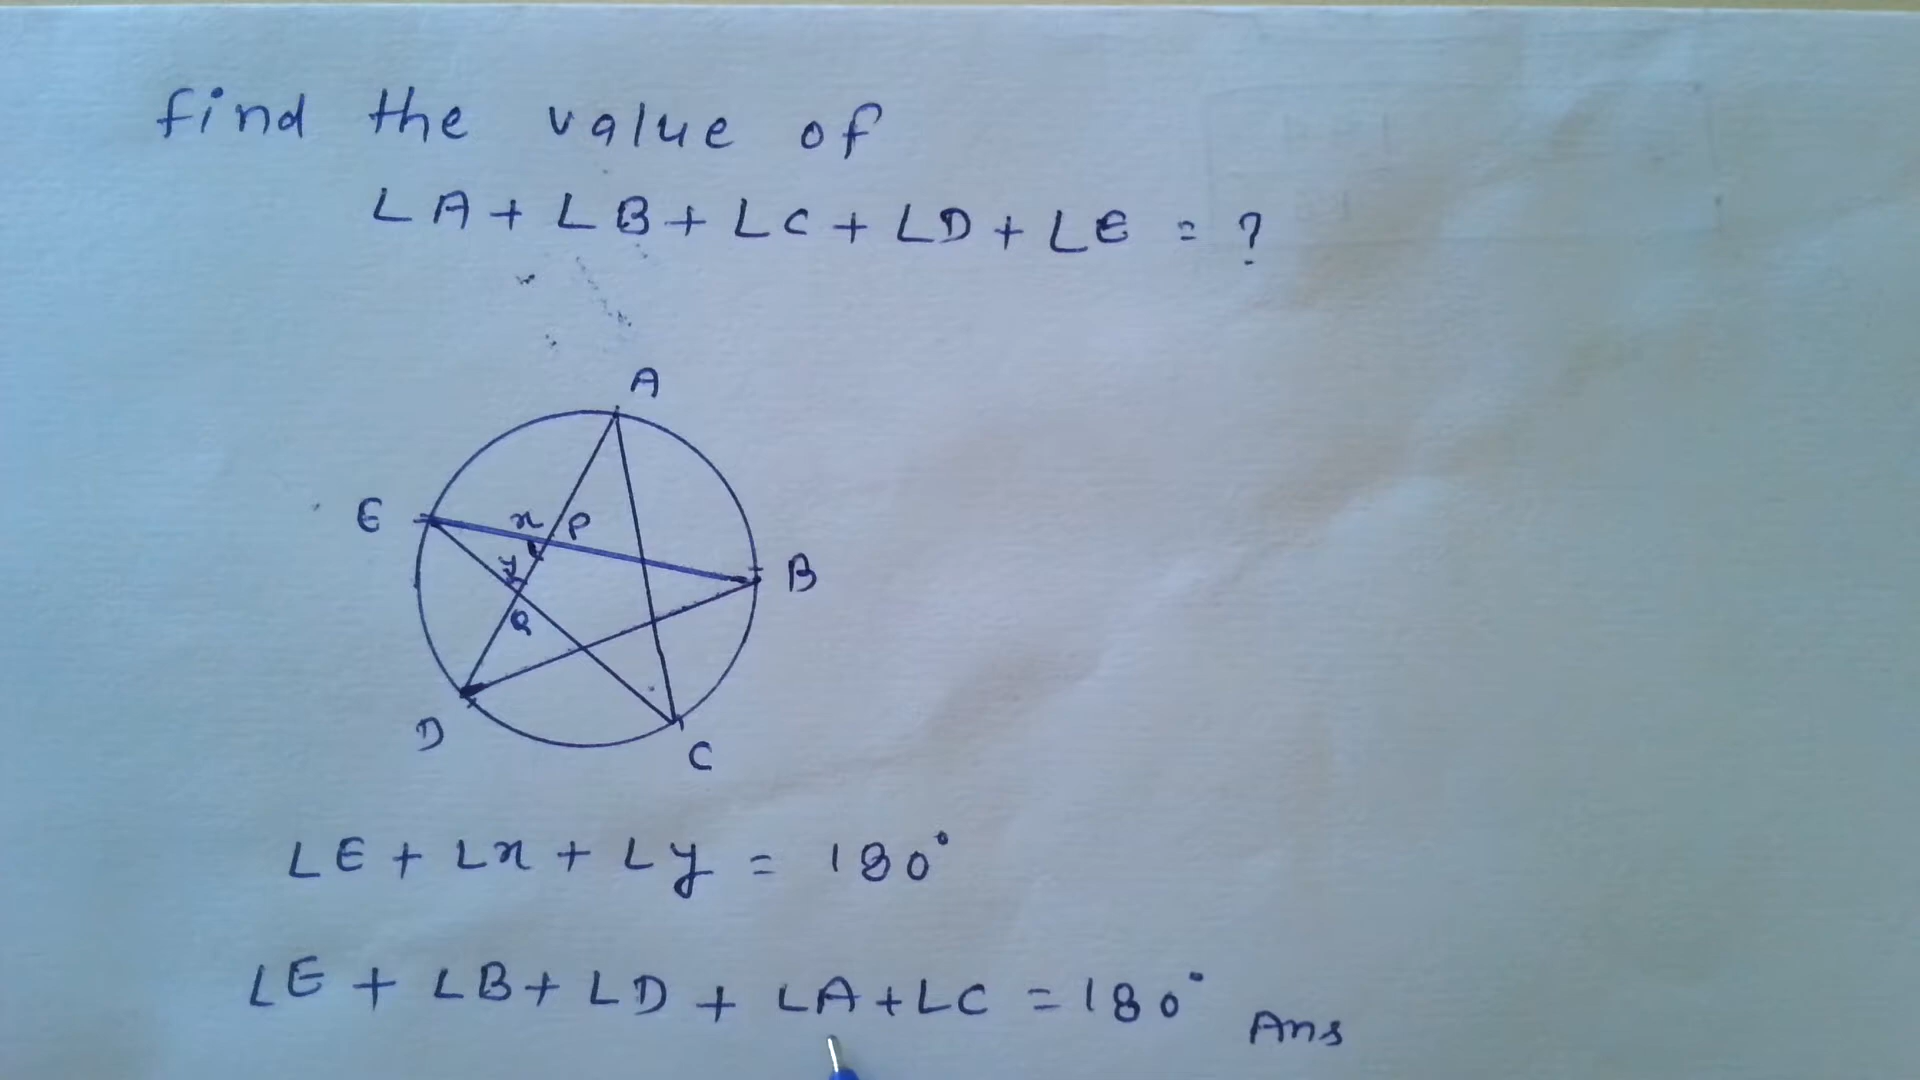 find the value of
∠A + ∠B + ∠C + ∠D + ∠E = ?
A
E x P
y B
Q
D
C
∠E + ∠x + ∠y = 180°
∠E + ∠B + ∠D + ∠A + ∠C = 180° Ans